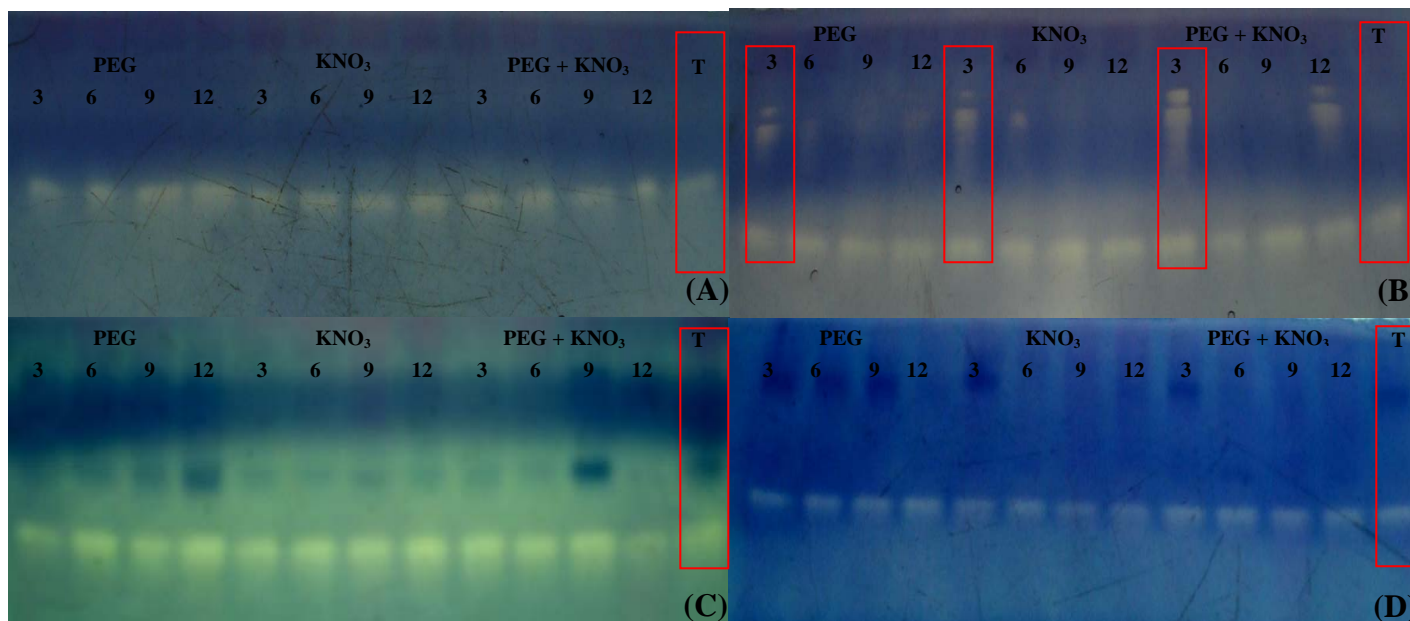 PEG KNO₃ PEG + KNO₃ T
3 6 9 12 3 6 9 12 3 6 9 12
(A)
PEG KNO₃ PEG + KNO₃ T
3 6 9 12 3 6 9 12 3 6 9 12
(B)
PEG KNO₃ PEG + KNO₃ T
3 6 9 12 3 6 9 12 3 6 9 12
(C)
PEG KNO₃ PEG + KNO₃ T
3 6 9 12 3 6 9 12 3 6 9 12
(D)